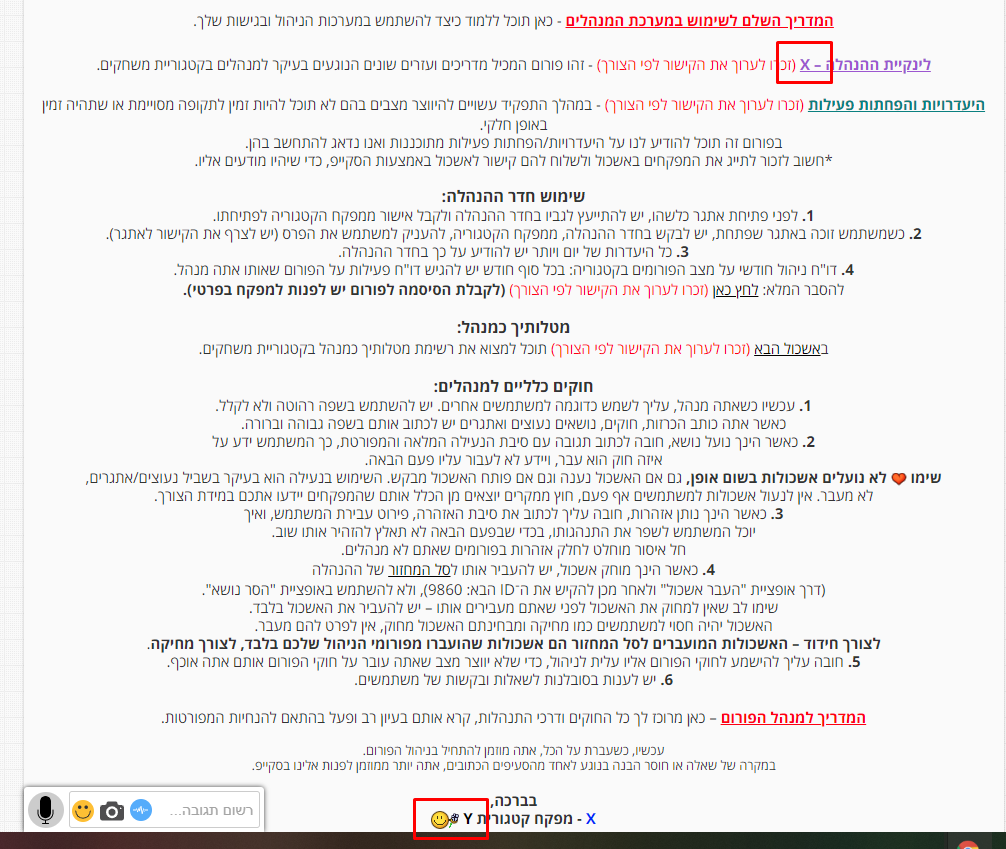 המדריך השלם לשימוש במערכת המנהלים - כאן תוכל ללמוד כיצד להשתמש במערכות הניהול ובגישות שלך.
לינקיית ההנהלה – X (זכרו לערוך את הקישור לפי הצורך) - זהו פורום המכיל מדריכים ועזרים שונים הנוגעים בעיקר למנהלים בקטגוריית משחקים.
היעדרויות והפחתות פעילות (זכרו לערוך את הקישור לפי הצורך) - במהלך התפקיד עשויים להיווצר מצבים בהם לא תוכל להיות זמין לתקופה מסויימת או שתהיה זמין
באופן חלקי.
בפורום זה תוכל להודיע לנו על היעדרויות/הפחתות פעילות מתוכננות ואנו נדאג להתחשב בהן.
*חשוב לזכור לתייג את המפקחים באשכול ולשלוח להם קישור לאשכול באמצעות הסקייפ, כדי שיהיו מודעים אליו.
שימוש חדר ההנהלה:
1. לפני פתיחת אתגר כלשהו, יש להתייעץ לגביו בחדר ההנהלה ולקבל אישור ממפקח הקטגוריה לפתיחתו.
2. כשמשתמש זוכה באתגר שפתחת, יש לבקש בחדר ההנהלה, ממפקח הקטגוריה, להעניק למשתמש את הפרס (יש לצרף את הקישור לאתגר).
3. כל היעדרות של יום ויותר יש להודיע על כך בחדר ההנהלה.
4. דו"ח ניהול חודשי על מצב הפורומים בקטגוריה: בכל סוף חודש יש להגיש דו"ח פעילות על הפורום שאותו אתה מנהל.
להסבר המלא: לחץ כאן (זכרו לערוך את הקישור לפי הצורך) (לקבלת הסיסמה לפורום יש לפנות למפקח בפרטי).
מטלותיך כמנהל:
באשכול הבא (זכרו לערוך את הקישור לפי הצורך) תוכל למצוא את רשימת מטלותיך כמנהל בקטגוריית משחקים.
חוקים כלליים למנהלים:
1. עכשיו כשאתה מנהל, עליך לשמש כדוגמה למשתמשים אחרים. יש להשתמש בשפה רהוטה ולא לקלל.
כאשר אתה כותב הכרזות, חוקים, נושאים נעוצים ואתגרים יש לכתוב אותם בשפה גבוהה וברורה.
2. כאשר הינך נועל נושא, חובה לכתוב תגובה עם סיבת הנעילה המלאה והמפורטת, כך המשתמש ידע על
איזה חוק הוא עבר, ויידע לא לעבור עליו פעם הבאה.
שימו ❤ לא נועלים אשכולות בשום אופן, גם אם האשכול נענה וגם אם פותח האשכול מבקש. השימוש בנעילה הוא בעיקר בשביל נעוצים/אתגרים,
לא מעבר. אין לנעול אשכולות למשתמשים אף פעם, חוץ ממקרים יוצאים מן הכלל אותם שהמפקחים יידעו אתכם במידת הצורך.
3. כאשר הינך נותן אזהרות, חובה עליך לכתוב את סיבת האזהרה, פירוט עבירת המשתמש, ואיך
יוכל המשתמש לשפר את התנהגותו, בכדי שבפעם הבאה לא תאלץ להזהיר אותו שוב.
חל איסור מוחלט לחלק אזהרות בפורומים שאתם לא מנהלים.
4. כאשר הינך מוחק אשכול, יש להעביר אותו לסל המחזור של ההנהלה
(דרך אופציית "העבר אשכול" ולאחר מכן להקיש את ה־ID הבא: 9860), ולא להשתמש באופציית "הסר נושא".
שימו לב שאין למחוק את האשכול לפני שאתם מעבירים אותו – יש להעביר את האשכול בלבד.
האשכול יהיה חסוי למשתמשים כמו מחיקה ומבחינתם האשכול מחוק, אין לפרט להם מעבר.
לצורך חידוד – האשכולות המועברים לסל המחזור הם אשכולות שהועברו מפורומי הניהול שלכם בלבד, לצורך מחיקה.
5. חובה עליך להישמע לחוקי הפורום אליו עלית לניהול, כדי שלא יווצר מצב שאתה עובר על חוקי הפורום אותם אתה אוכף.
6. יש לענות בסובלנות לשאלות ובקשות של משתמשים.
המדריך למנהל הפורום – כאן מרוכז לך כל החוקים ודרכי התנהלות, קרא אותם בעיון רב ופעל בהתאם להנחיות המפורטות.
עכשיו, כשעברת על הכל, אתה מוזמן להתחיל בניהול הפורום.
במקרה של שאלה או חוסר הבנה בנוגע לאחד מהסעיפים הכתובים, אתה יותר ממוזמן לפנות אלינו בסקייפ.
בברכה,
X - מפקח קטגורית Y
רשום תגובה...